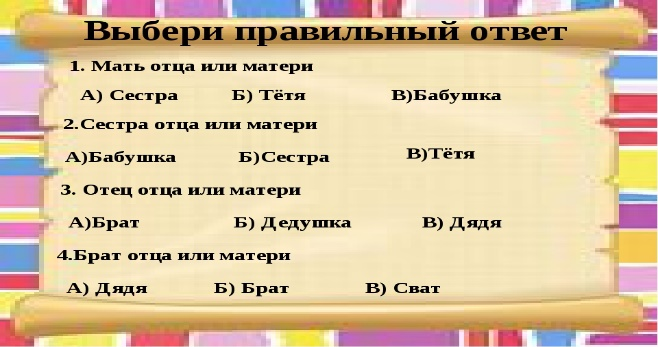 Выбери правильный ответ
1. Мать отца или матери
А) Сестра Б) Тётя В)Бабушка
2.Сестра отца или матери
А)Бабушка Б)Сестра В)Тётя
3. Отец отца или матери
А)Брат Б) Дедушка В) Дядя
4.Брат отца или матери
А) Дядя Б) Брат В) Сват